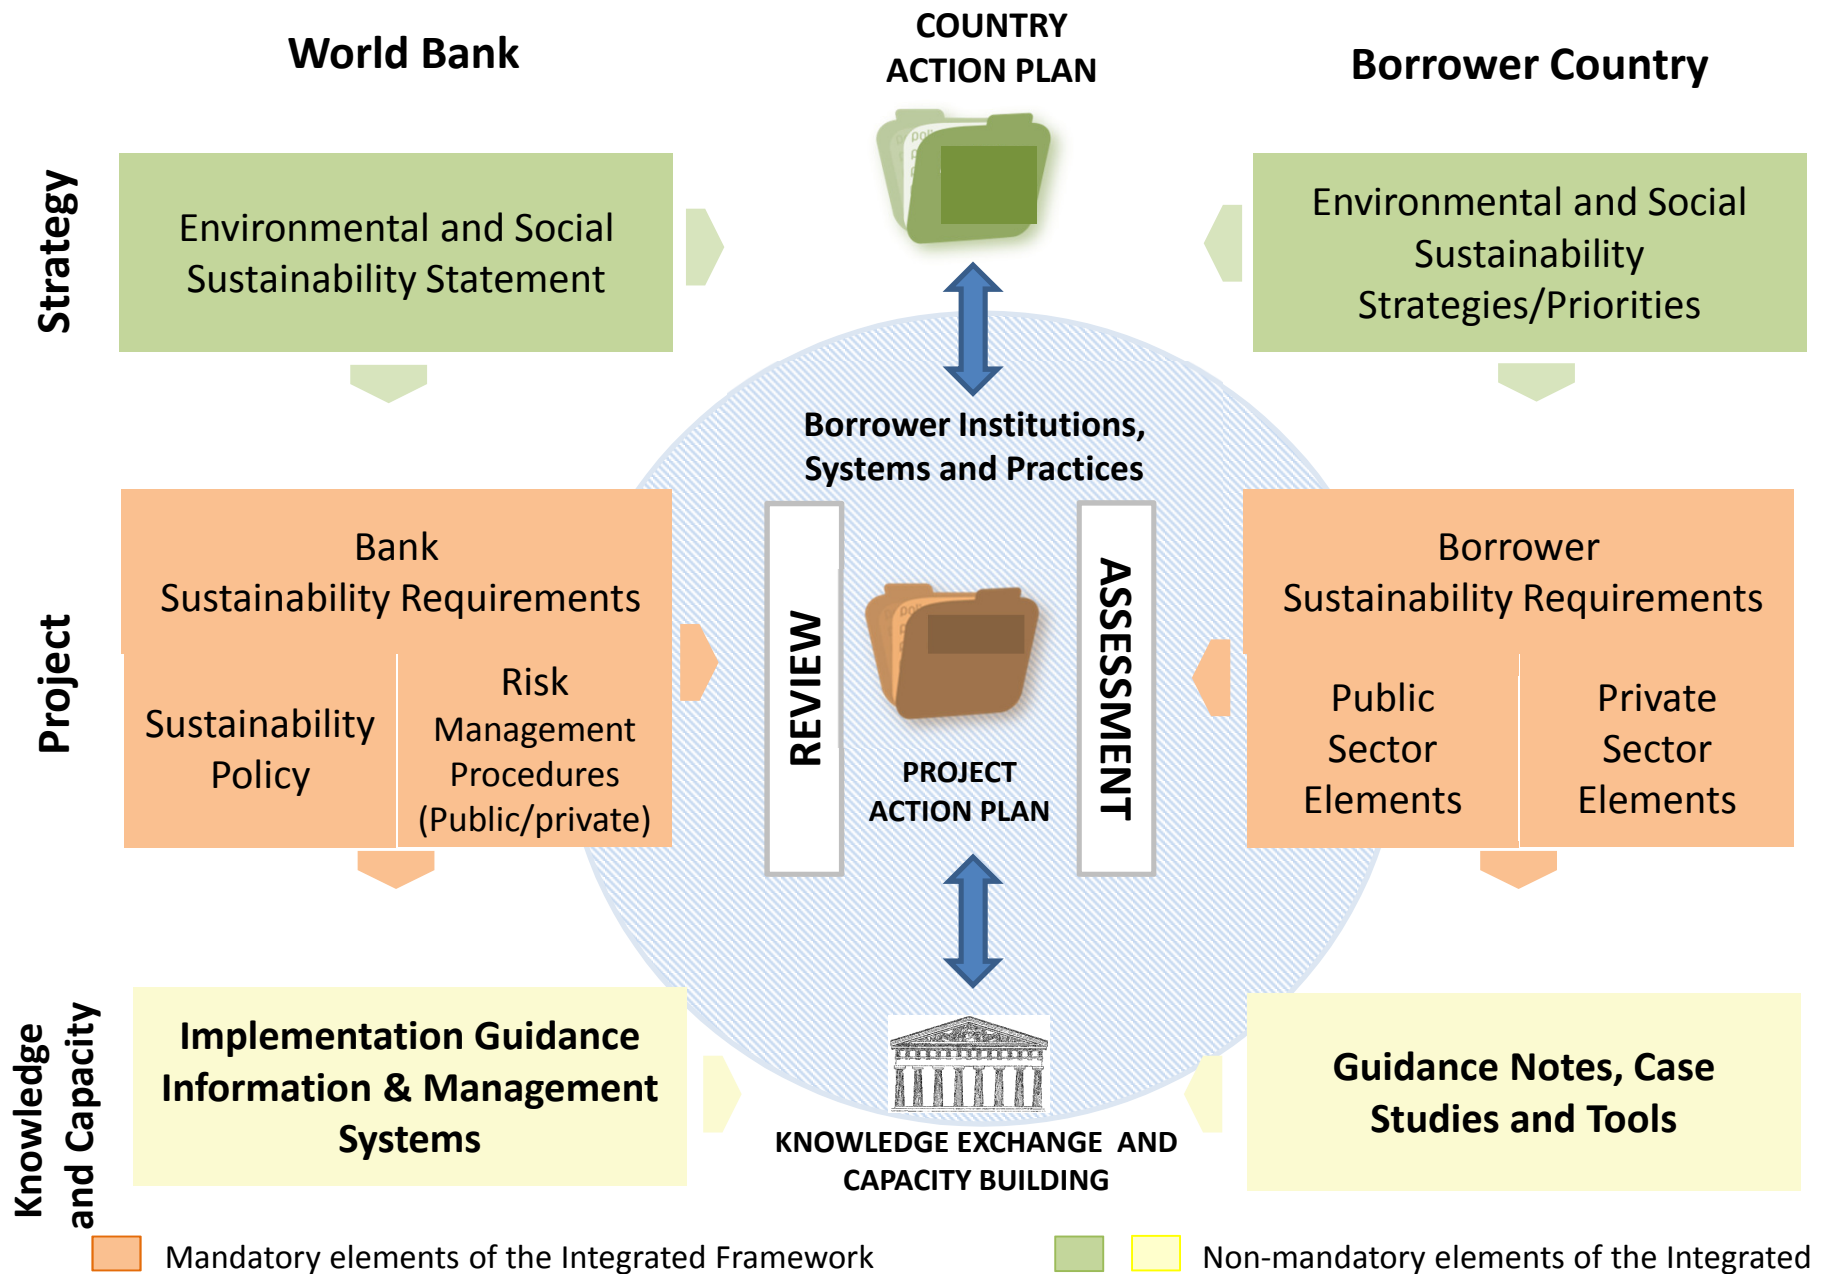 World Bank
COUNTRY
ACTION PLAN
Borrower Country
Strategy
Environmental and Social
Sustainability Statement
Environmental and Social
Sustainability
Strategies/Priorities
Borrower Institutions,
Systems and Practices
Project
Bank
Sustainability Requirements
Sustainability
Policy
Risk
Management
Procedures
(Public/private)
REVIEW
PROJECT
ACTION PLAN
ASSESSMENT
Borrower
Sustainability Requirements
Public
Sector
Elements
Private
Sector
Elements
Knowledge
and Capacity
Implementation Guidance
Information & Management
Systems
KNOWLEDGE EXCHANGE AND
CAPACITY BUILDING
Guidance Notes, Case
Studies and Tools
Mandatory elements of the Integrated Framework
Non-mandatory elements of the Integrated